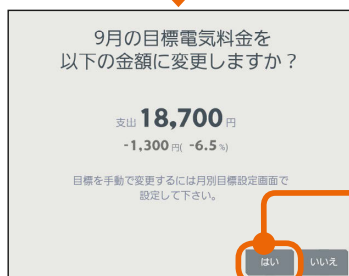 9月の目標電気料金を
以下の金額に変更しますか？
支出 18,700 円
-1,300 円( -6.5 %)
目標を手動で変更するには月別目標設定画面で
設定して下さい。
はい いいえ